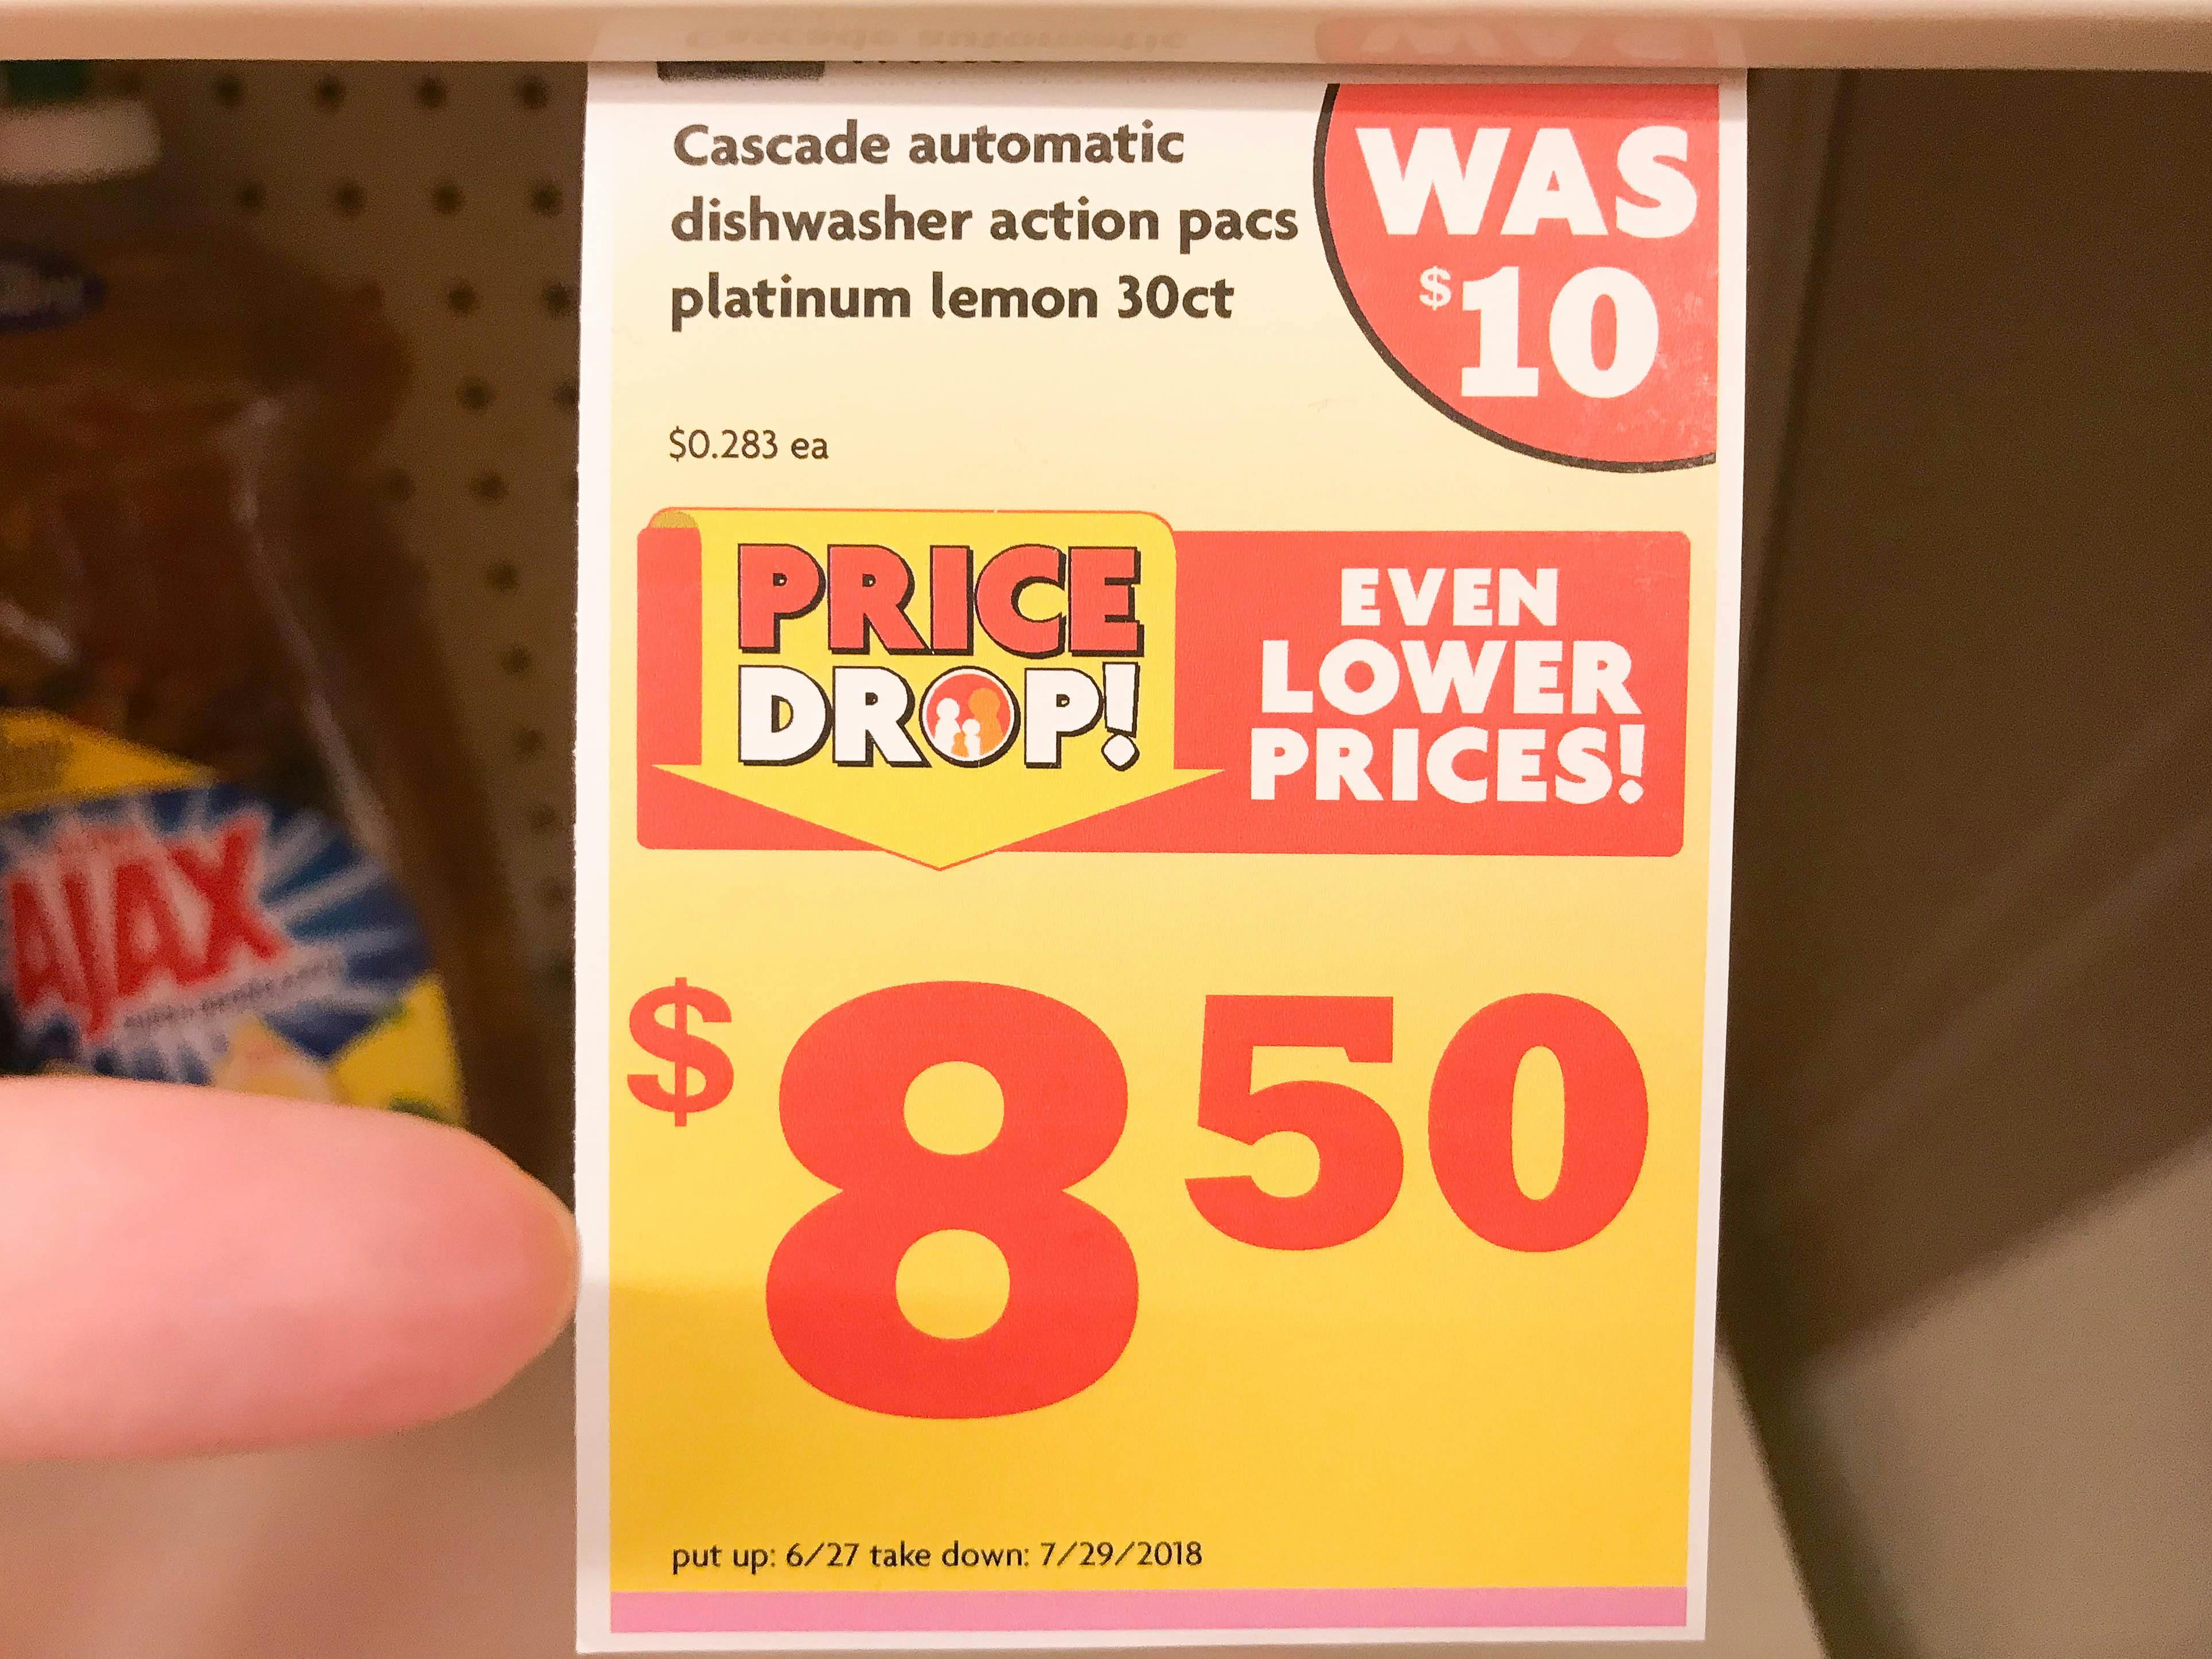 Cascade automatic
dishwasher action pacs
platinum lemon 30ct
WAS
$10
$0.283 ea
PRICE
DROP!
EVEN
LOWER
PRICES!
$850
put up: 6/27 take down: 7/29/2018
AJAX